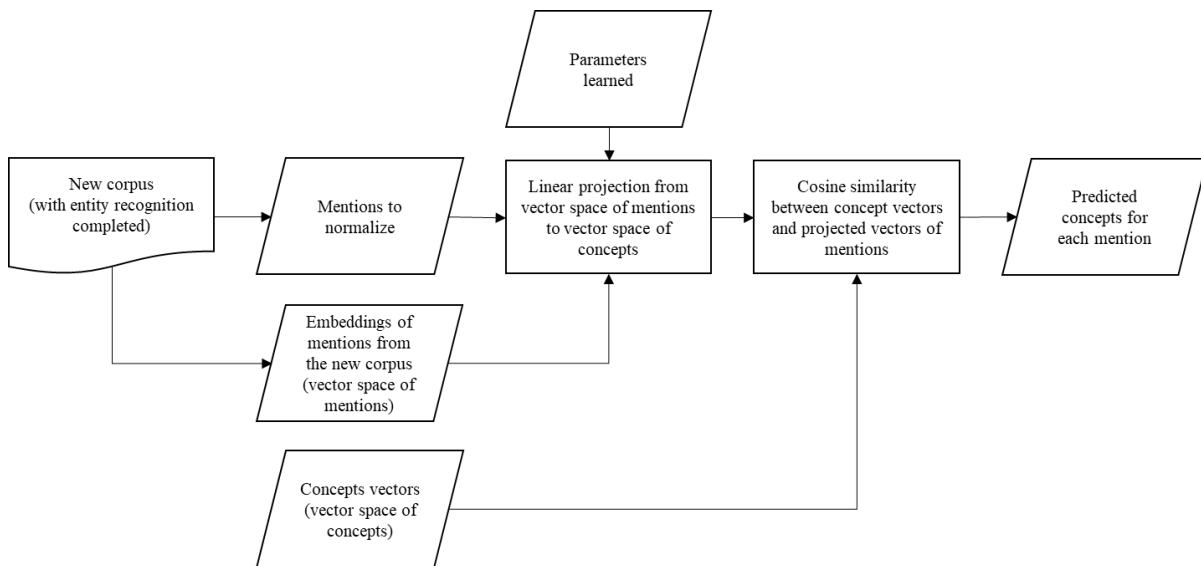 Parameters
learned
New corpus
(with entity recognition
completed)
Mentions to
normalize
Linear projection from
vector space of mentions
to vector space of
concepts
Cosine similarity
between concept vectors
and projected vectors of
mentions
Predicted
concepts for
each mention
Embeddings of
mentions from
the new corpus
(vector space of
mentions)
Concepts vectors
(vector space of
concepts)